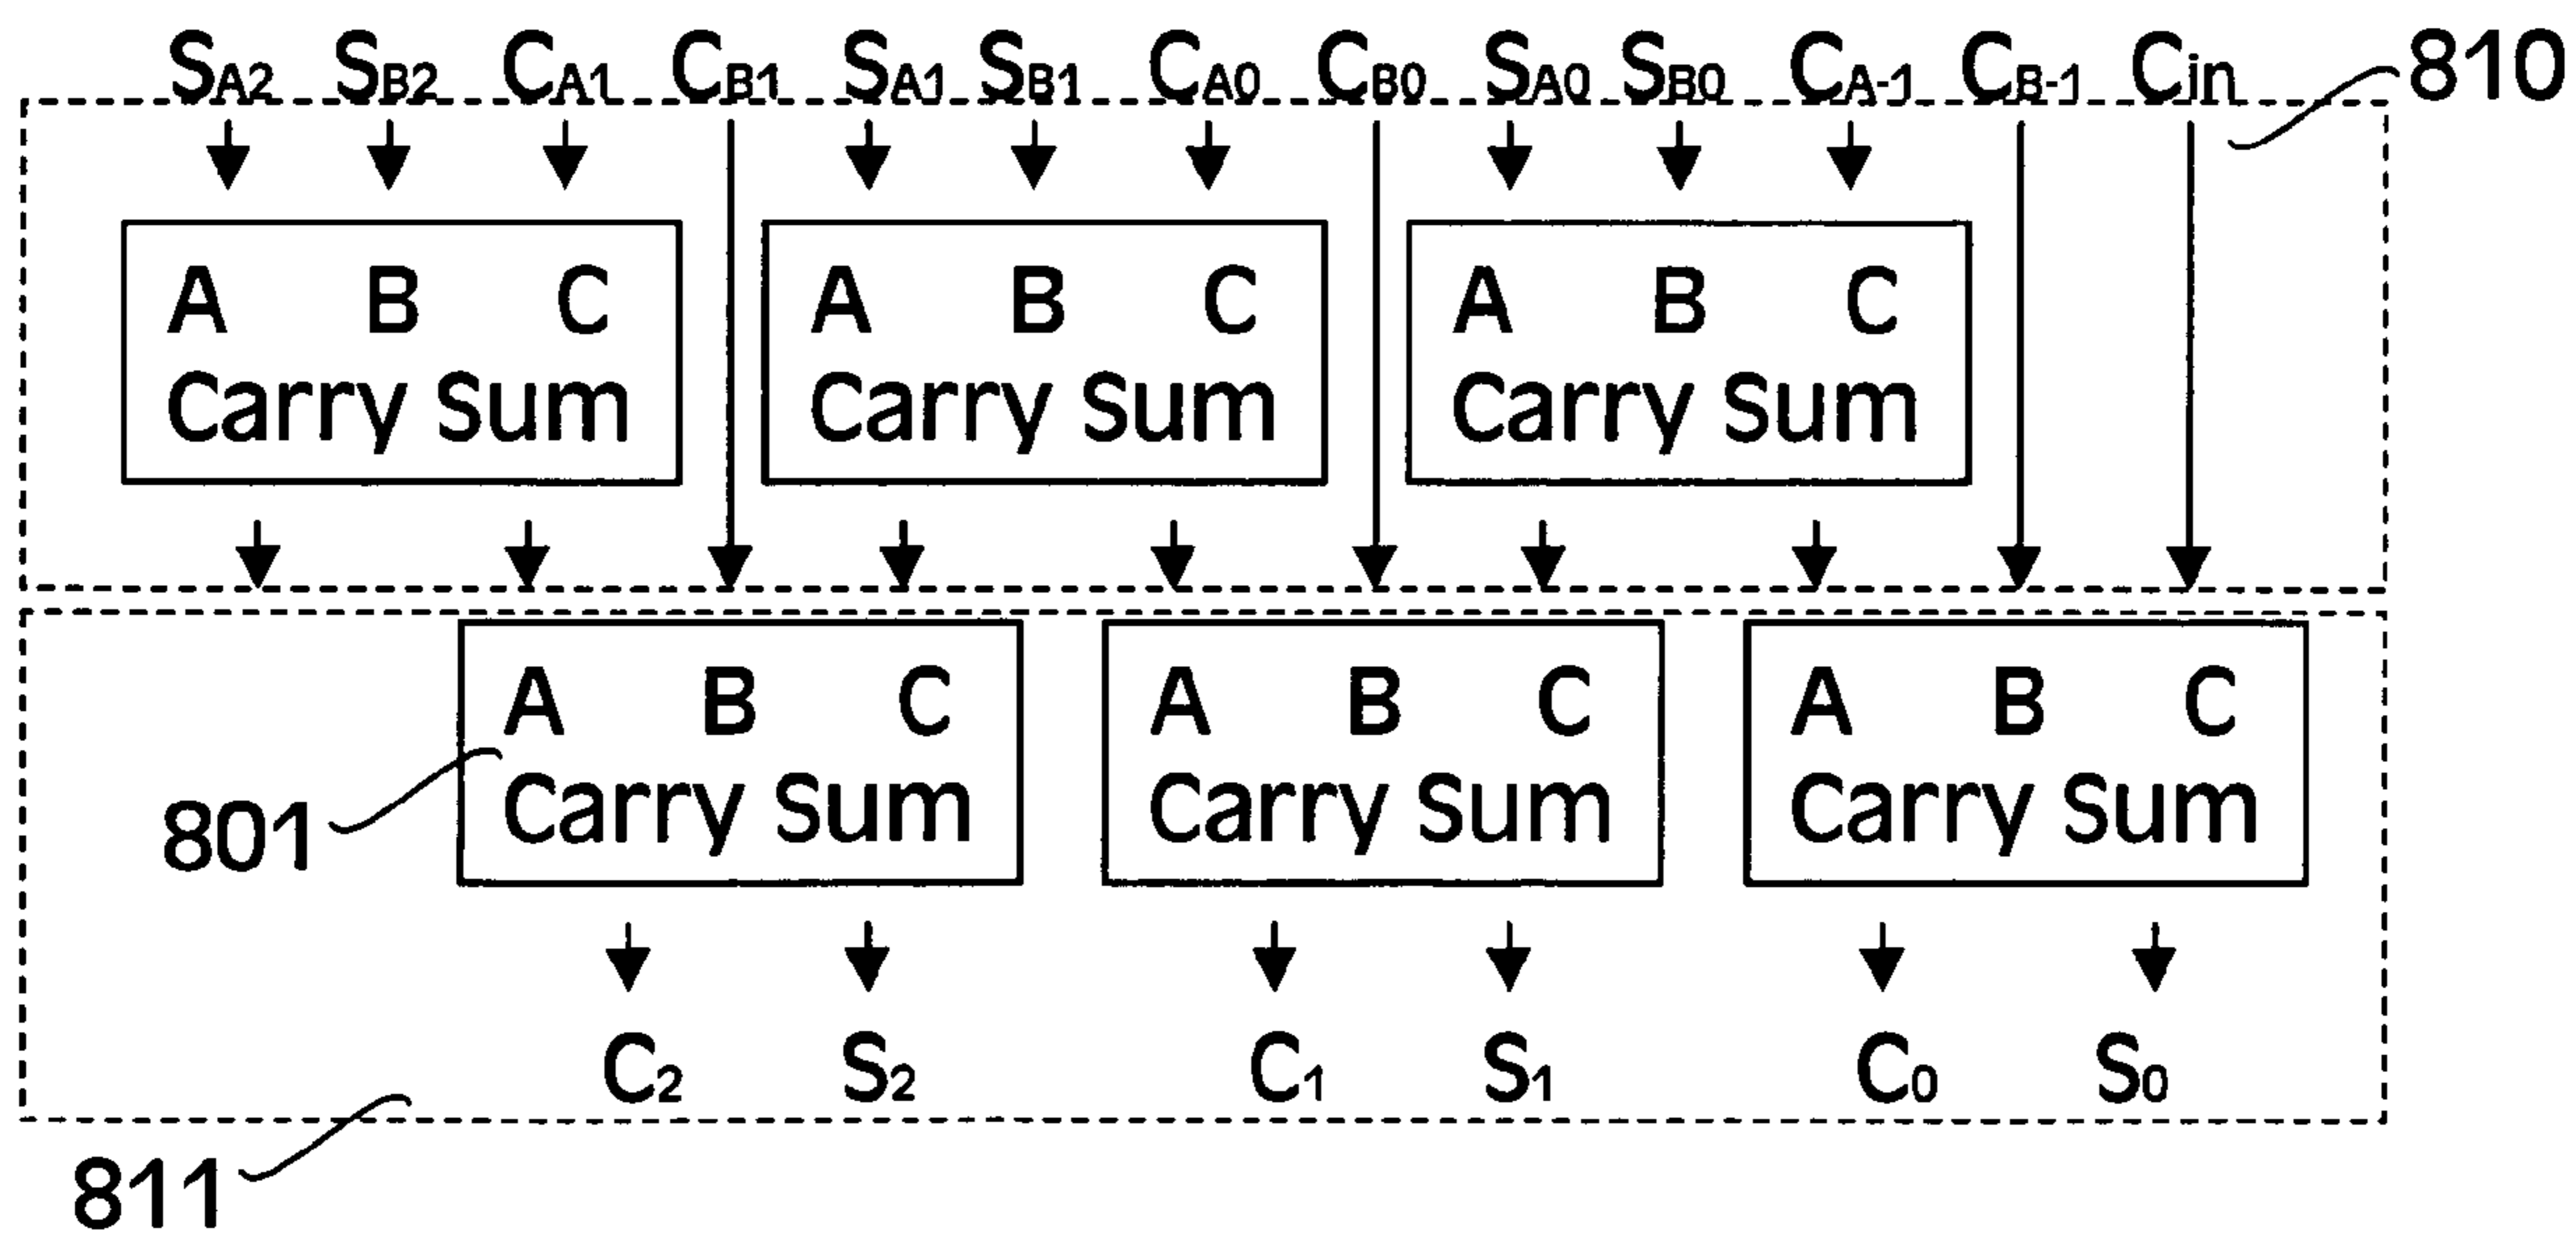 SA2 SB2 CA1 CB1 SA1 SB1 CA0 CB0 SA0 SB0 CA-1 CB-1 Cin 810
A B C A B C A B C
Carry Sum Carry Sum Carry Sum
A B C A B C A B C
801 Carry Sum Carry Sum Carry Sum
C2 S2 C1 S1 C0 S0
811